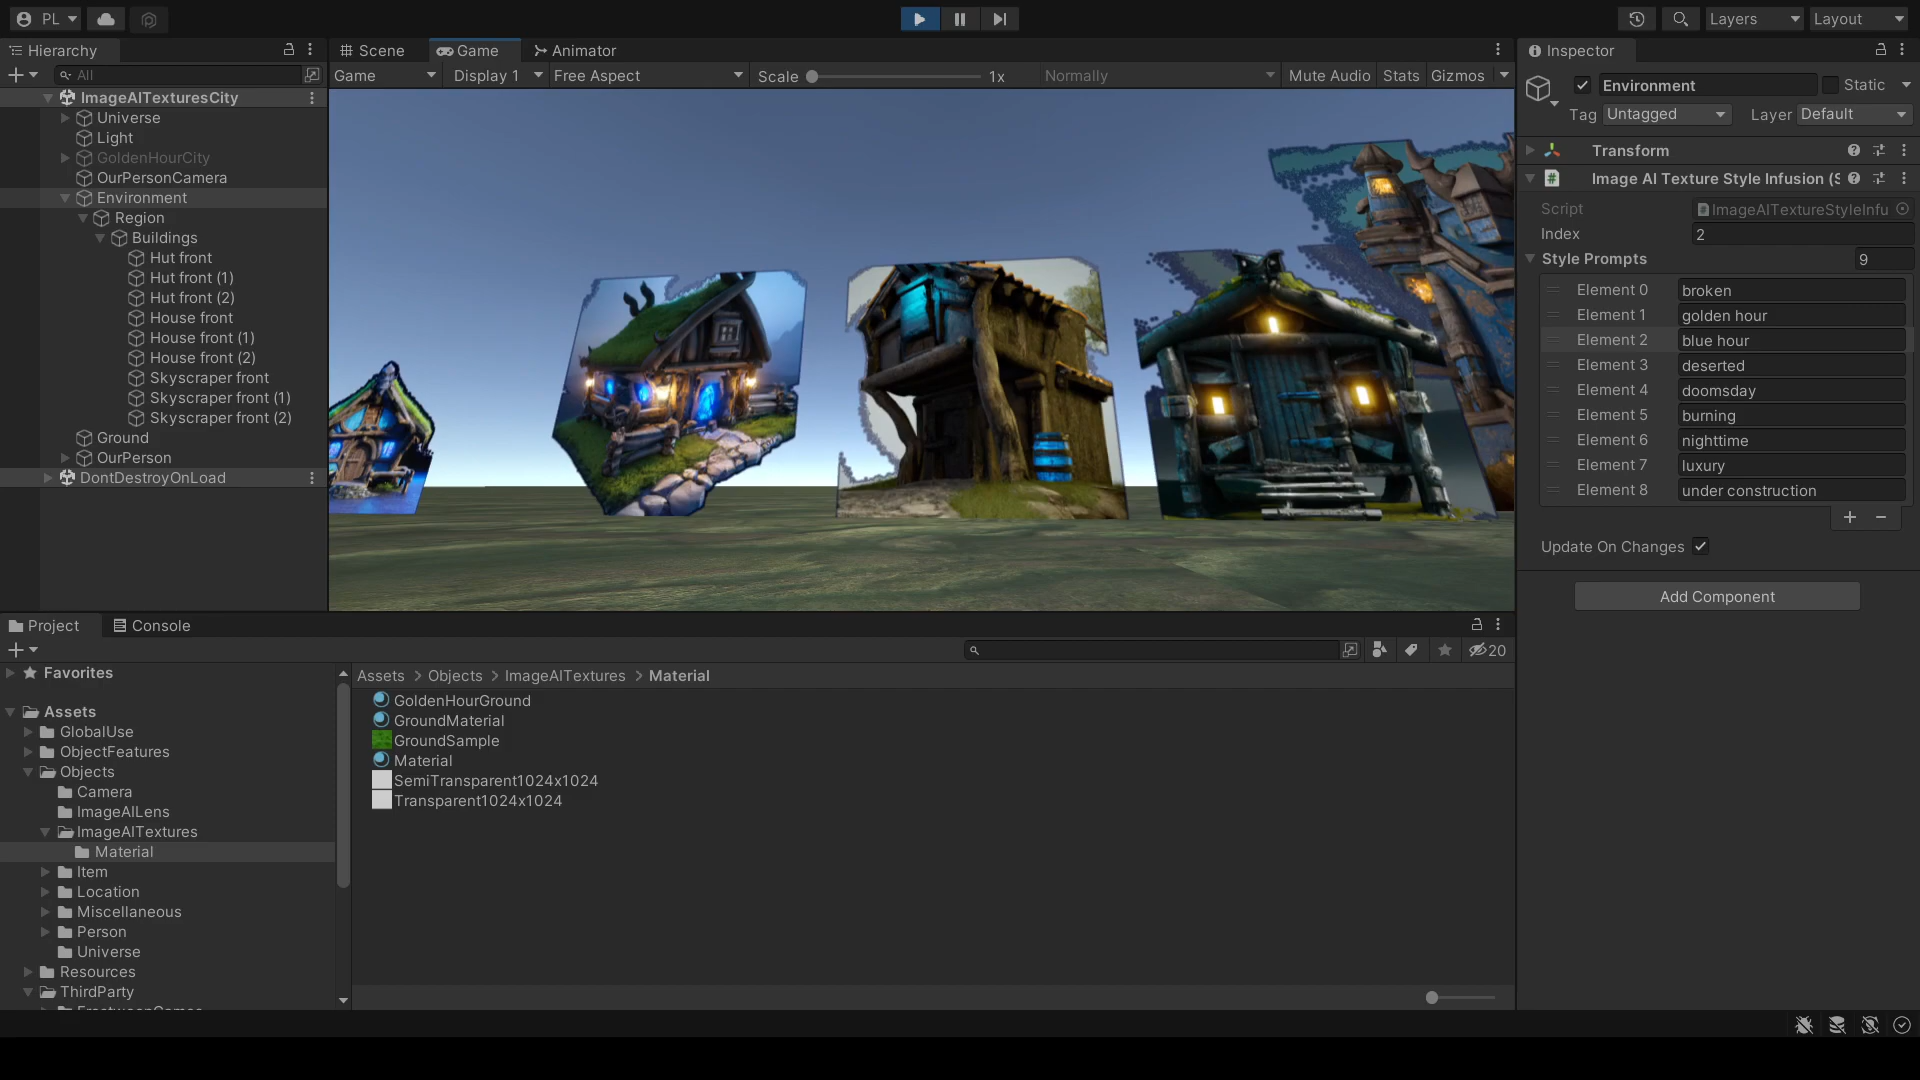 PL
Layers
Layout
Hierarchy
All
ImageAITexturesCity
Universe
Light
GoldenHourCity
OurPersonCamera
Environment
Region
Buildings
Hut front
Hut front (1)
Hut front (2)
House front
House front (1)
House front (2)
Skyscraper front
Skyscraper front (1)
Skyscraper front (2)
Ground
OurPerson
DontDestroyOnLoad
Scene
Game
Animator
Game
Display 1
Free Aspect
Scale
1x
Normally
Mute Audio
Stats
Gizmos
Inspector
Environment
Static
Tag
Untagged
Layer
Default
Transform
Image AI Texture Style Infusion (S
Script
ImageAITextureStyleInfu
Index
2
Style Prompts
9
Element 0
broken
Element 1
golden hour
Element 2
blue hour
Element 3
deserted
Element 4
doomsday
Element 5
burning
Element 6
nighttime
Element 7
luxury
Element 8
under construction
Update On Changes
Add Component
Project
Console
20
Favorites
Assets
GlobalUse
ObjectFeatures
Objects
Camera
ImageAILens
ImageAITextures
Material
Item
Location
Miscellaneous
Person
Universe
Resources
ThirdParty
Assets > Objects > ImageAITextures > Material
GoldenHourGround
GroundMaterial
GroundSample
Material
SemiTransparent1024x1024
Transparent1024x1024